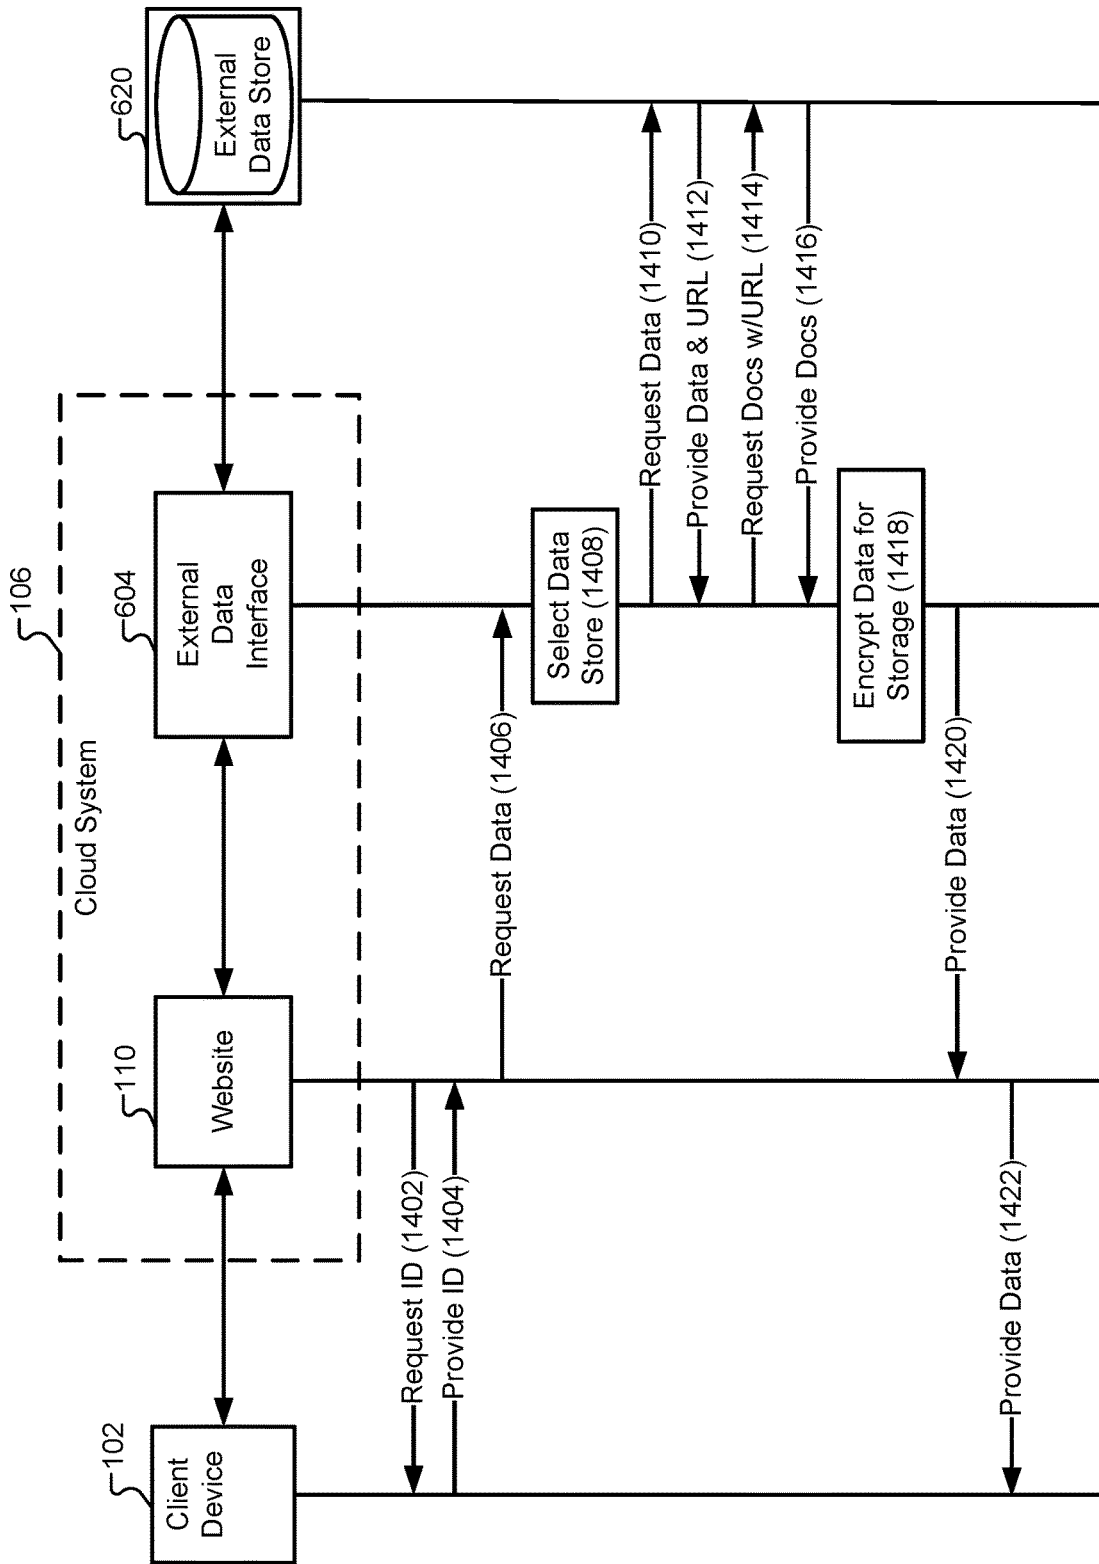 106
Cloud System
102
110
604
620
Client
Device
Website
External
Data
Interface
External
Data Store
Request ID (1402)
Provide ID (1404)
Request Data (1406)
Select Data
Store (1408)
Request Data (1410)
Provide Data & URL (1412)
Request Docs w/URL (1414)
Provide Docs (1416)
Encrypt Data for
Storage (1418)
Provide Data (1420)
Provide Data (1422)